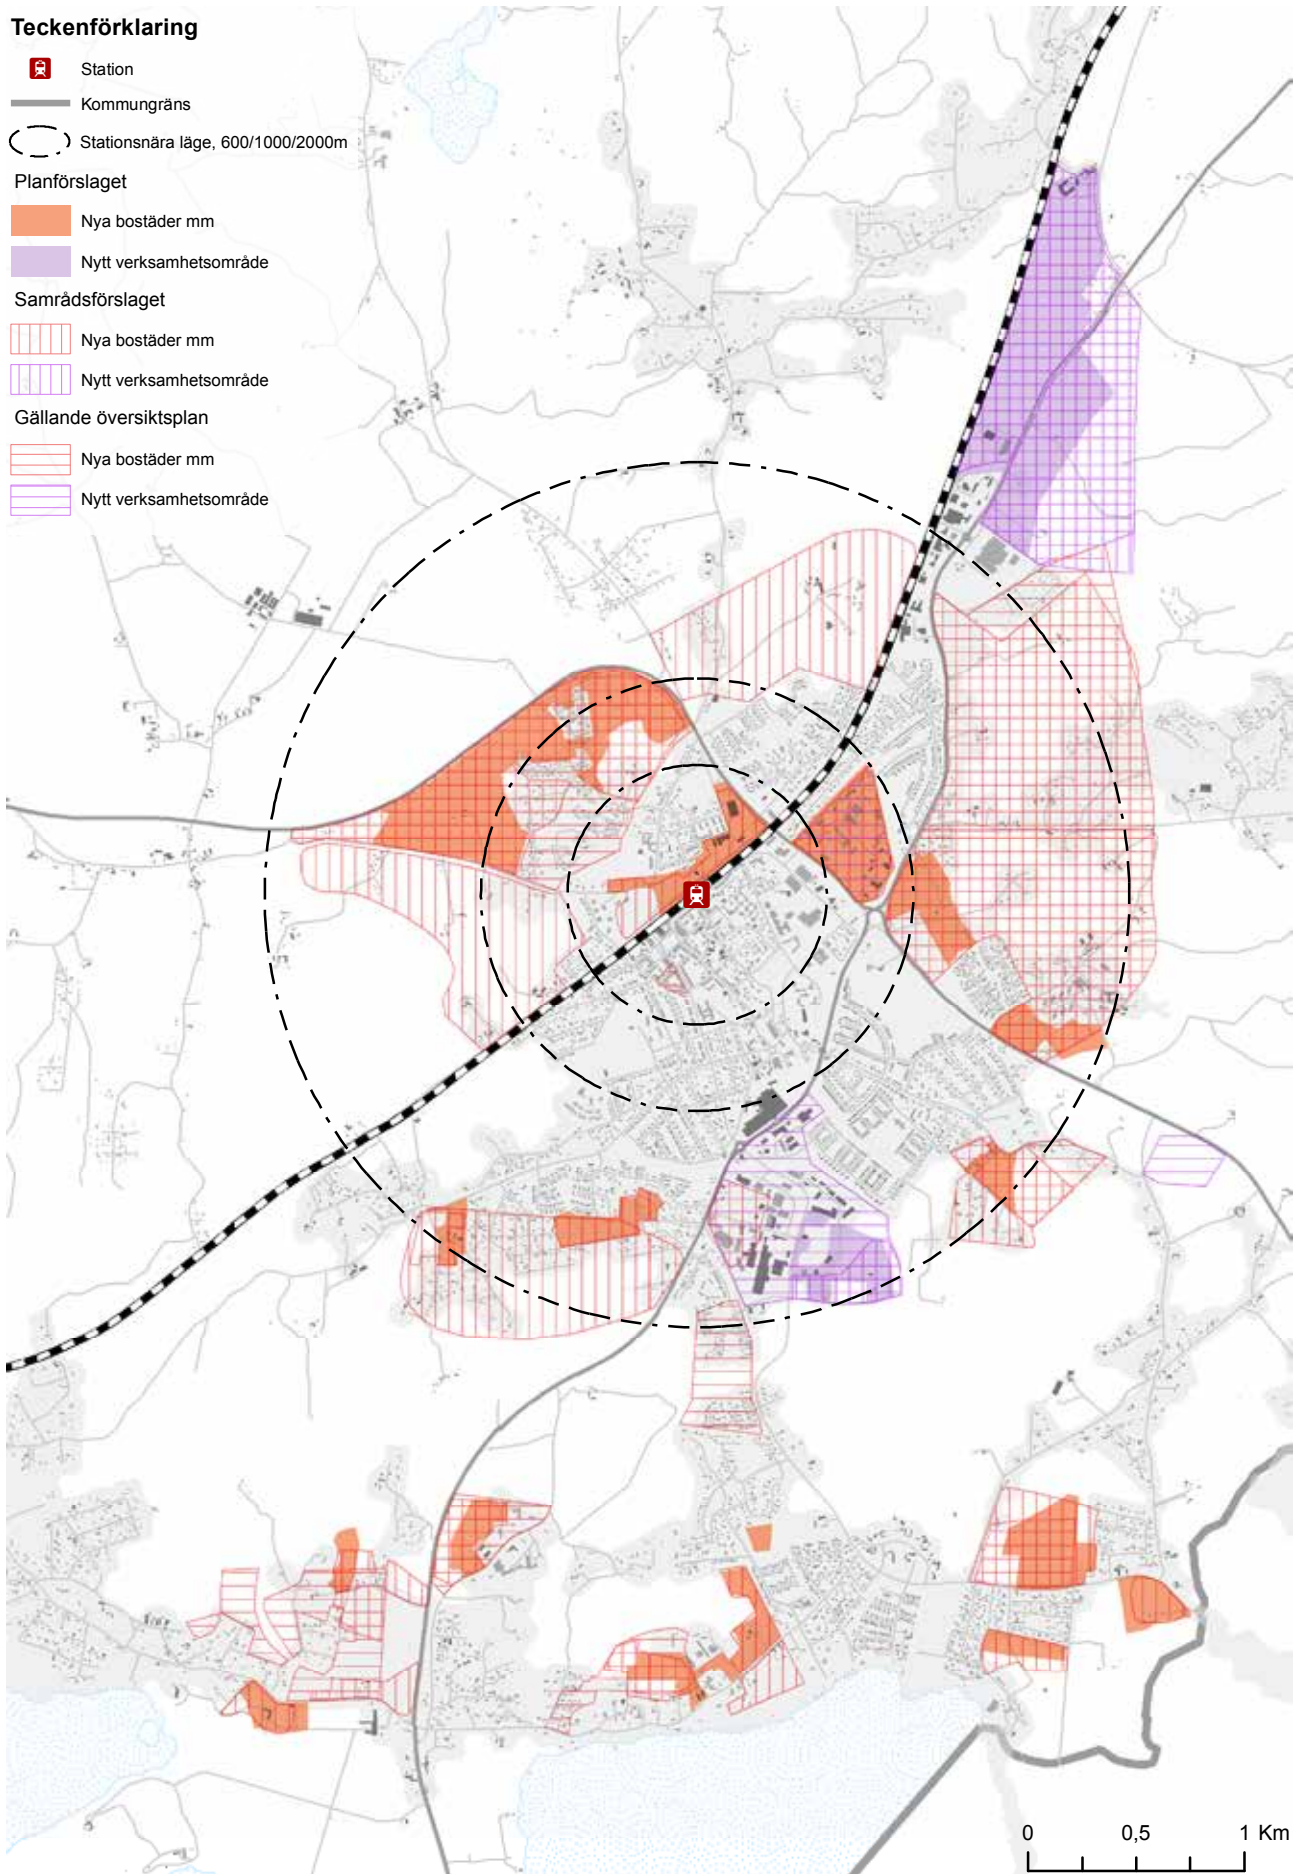 Teckenförklaring
Station
Kommungräns
Stationsnära läge, 600/1000/2000m
Planförslaget
Nya bostäder mm
Nytt verksamhetsområde
Samrådsförslaget
Nya bostäder mm
Nytt verksamhetsområde
Gällande översiktsplan
Nya bostäder mm
Nytt verksamhetsområde
0 0,5 1 Km